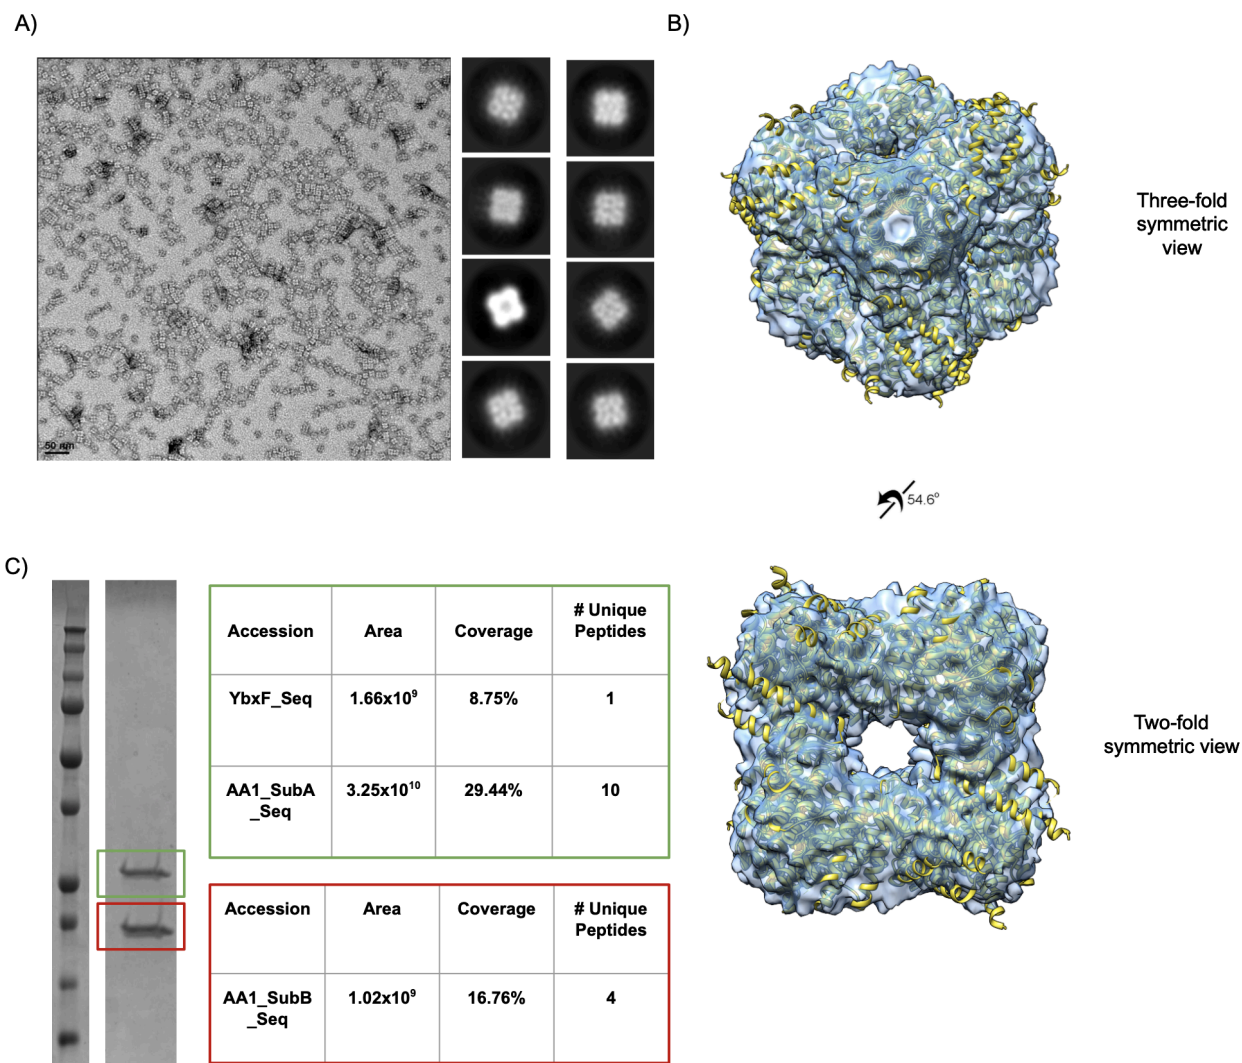 A)
B)
50 nm
Three-fold
symmetric
view
54.6°
C)
Accession Area Coverage # Unique
Peptides
YbxF_Seq 1.66x10⁹ 8.75% 1
AA1_SubA
_Seq 3.25x10¹⁰ 29.44% 10
Two-fold
symmetric view
Accession Area Coverage # Unique
Peptides
AA1_SubB
_Seq 1.02x10⁹ 16.76% 4